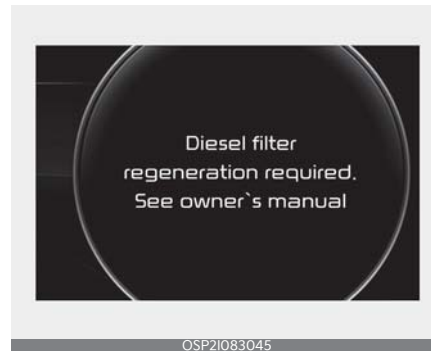 Diesel filter
regeneration required.
See owner`s manual
OSP2I083045